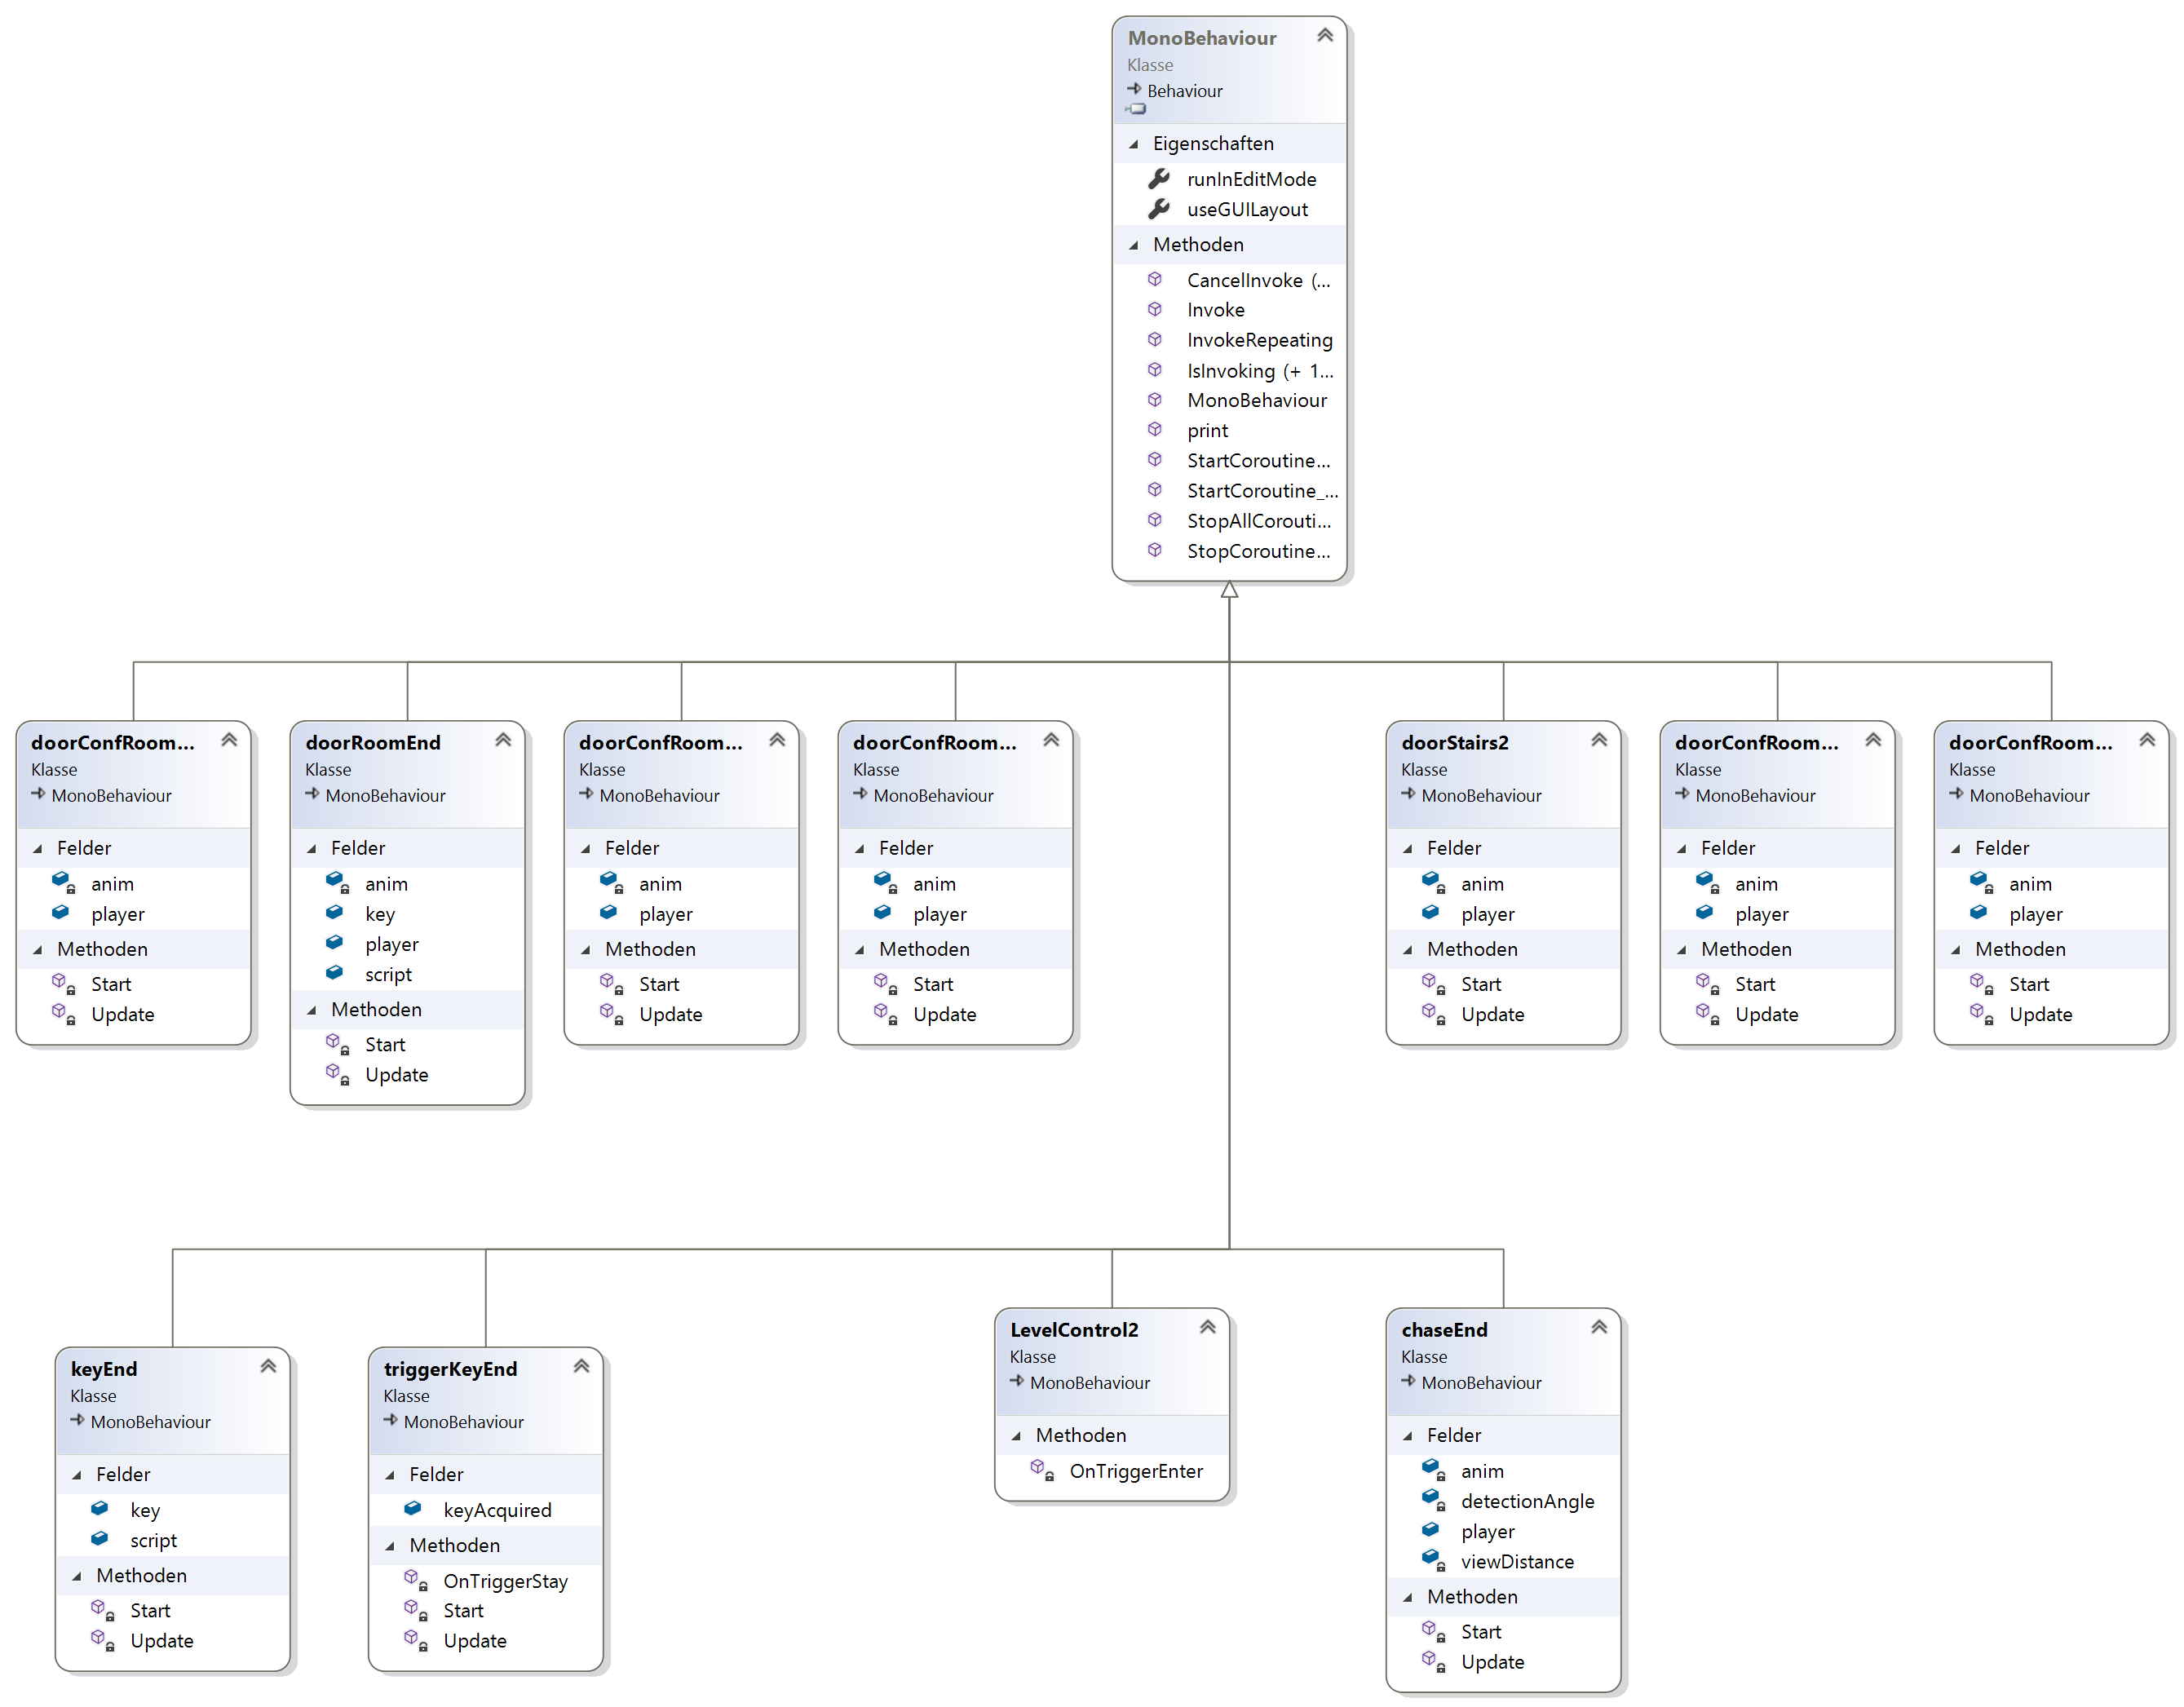 MonoBehaviour
Klasse
Behaviour
Eigenschaften
runInEditMode
useGUILayout
Methoden
CancelInvoke (...
Invoke
InvokeRepeating
IsInvoking (+ 1...
MonoBehaviour
print
StartCoroutine...
StartCoroutine_...
StopAllCorouti...
StopCoroutine...
doorConfRoom...
Klasse
MonoBehaviour
Felder
anim
player
Methoden
Start
Update
doorRoomEnd
Klasse
MonoBehaviour
Felder
anim
key
player
script
Methoden
Start
Update
doorConfRoom...
Klasse
MonoBehaviour
Felder
anim
player
Methoden
Start
Update
doorConfRoom...
Klasse
MonoBehaviour
Felder
anim
player
Methoden
Start
Update
doorStairs2
Klasse
MonoBehaviour
Felder
anim
player
Methoden
Start
Update
doorConfRoom...
Klasse
MonoBehaviour
Felder
anim
player
Methoden
Start
Update
doorConfRoom...
Klasse
MonoBehaviour
Felder
anim
player
Methoden
Start
Update
keyEnd
Klasse
MonoBehaviour
Felder
key
script
Methoden
Start
Update
triggerKeyEnd
Klasse
MonoBehaviour
Felder
keyAcquired
Methoden
OnTriggerStay
Start
Update
LevelControl2
Klasse
MonoBehaviour
Methoden
OnTriggerEnter
chaseEnd
Klasse
MonoBehaviour
Felder
anim
detectionAngle
player
viewDistance
Methoden
Start
Update